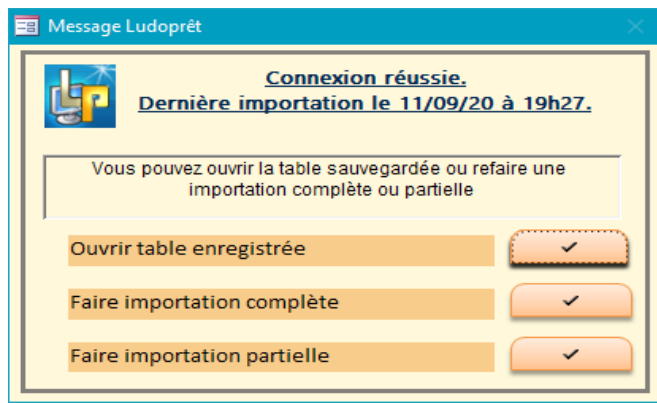 Message Ludoprêt
Connexion réussie.
Dernière importation le 11/09/20 à 19h27.
Vous pouvez ouvrir la table sauvegardée ou refaire une
importation complète ou partielle
Ouvrir table enregistrée
Faire importation complète
Faire importation partielle